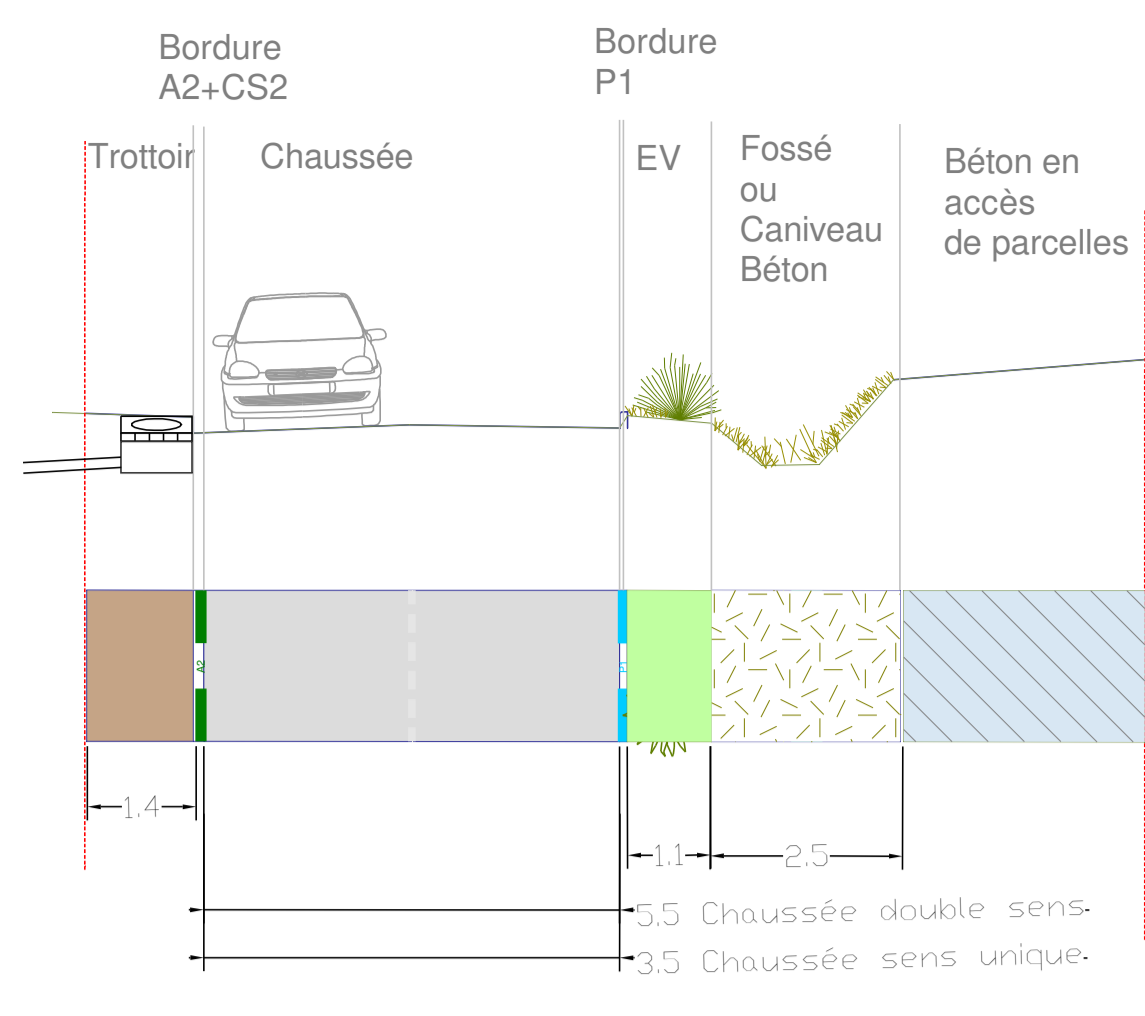 Bordure
A2+CS2
Bordure
P1
Trottoir
Chaussée
EV
Fossé
ou
Caniveau
Béton
Béton en
accès
de parcelles
A2
P1
1.4
1.1
2.5
5.5 Chaussée double sens
3.5 Chaussée sens unique